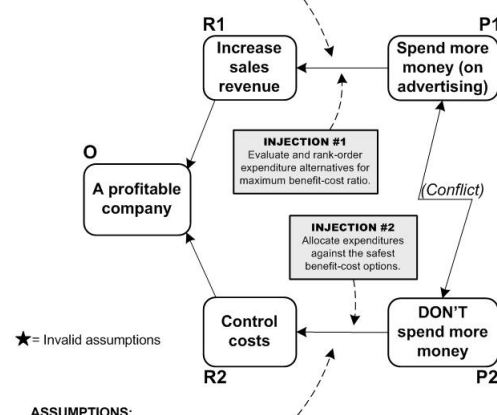 R1
P1
Increase
sales
revenue
Spend more
money (on
advertising)
INJECTION #1
Evaluate and rank-order
expenditure alternatives for
maximum benefit-cost ratio.
O
A profitable
company
(Conflict)
INJECTION #2
Allocate expenditures
against the safest
benefit-cost options.
★= Invalid assumptions
Control
costs
DON'T
spend more
money
R2
P2
ASSUMPTIONS: